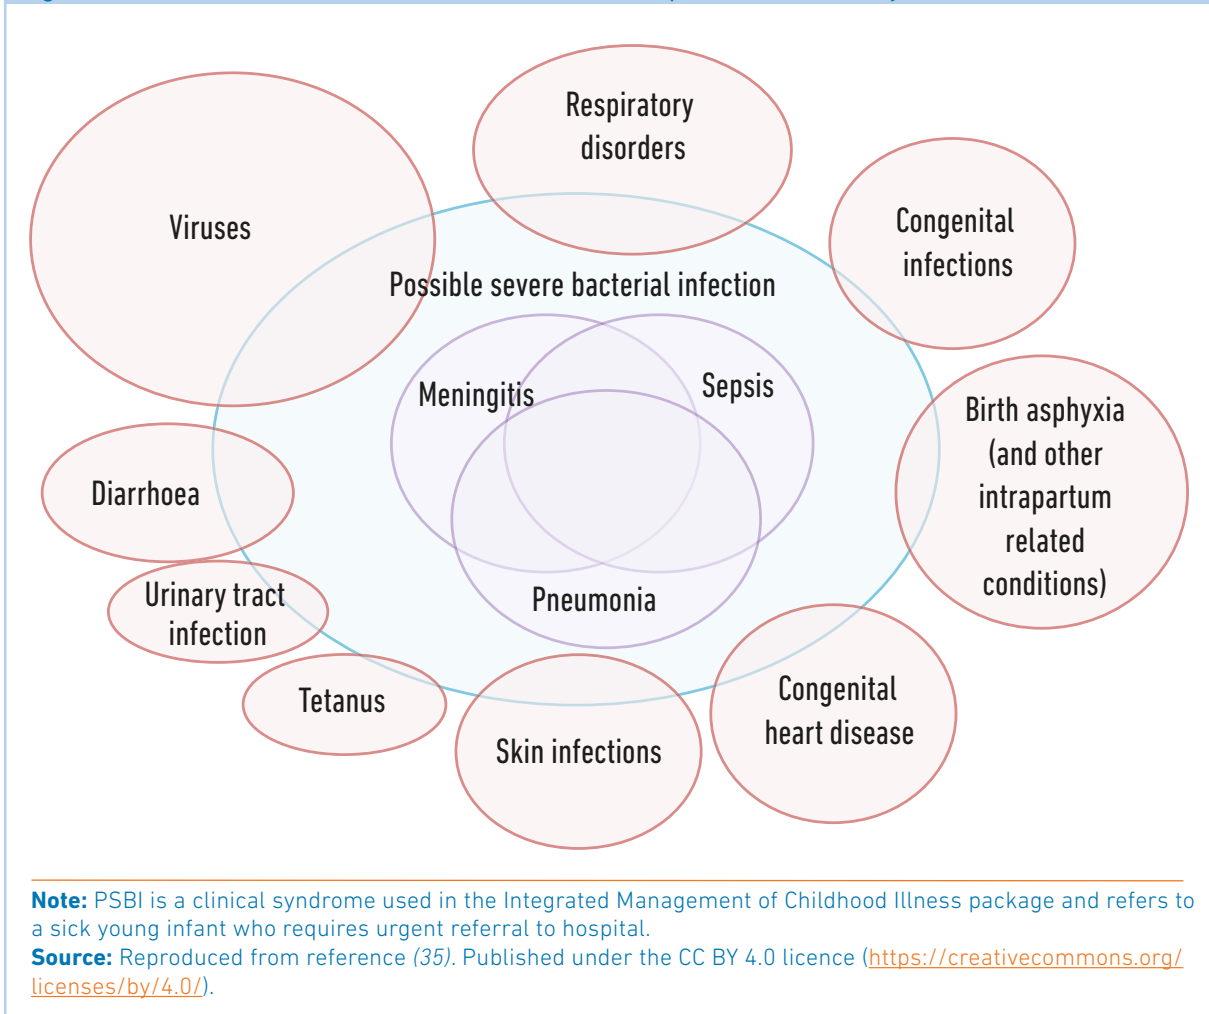 Respiratory
disorders
Viruses
Congenital
infections
Possible severe bacterial infection
Meningitis
Sepsis
Birth asphyxia
(and other
intrapartum
related
conditions)
Diarrhoea
Urinary tract
infection
Pneumonia
Tetanus
Skin infections
Congenital
heart disease
Note: PSBI is a clinical syndrome used in the Integrated Management of Childhood Illness package and refers to
a sick young infant who requires urgent referral to hospital.
Source: Reproduced from reference (35). Published under the CC BY 4.0 licence (https://creativecommons.org/
licenses/by/4.0/).